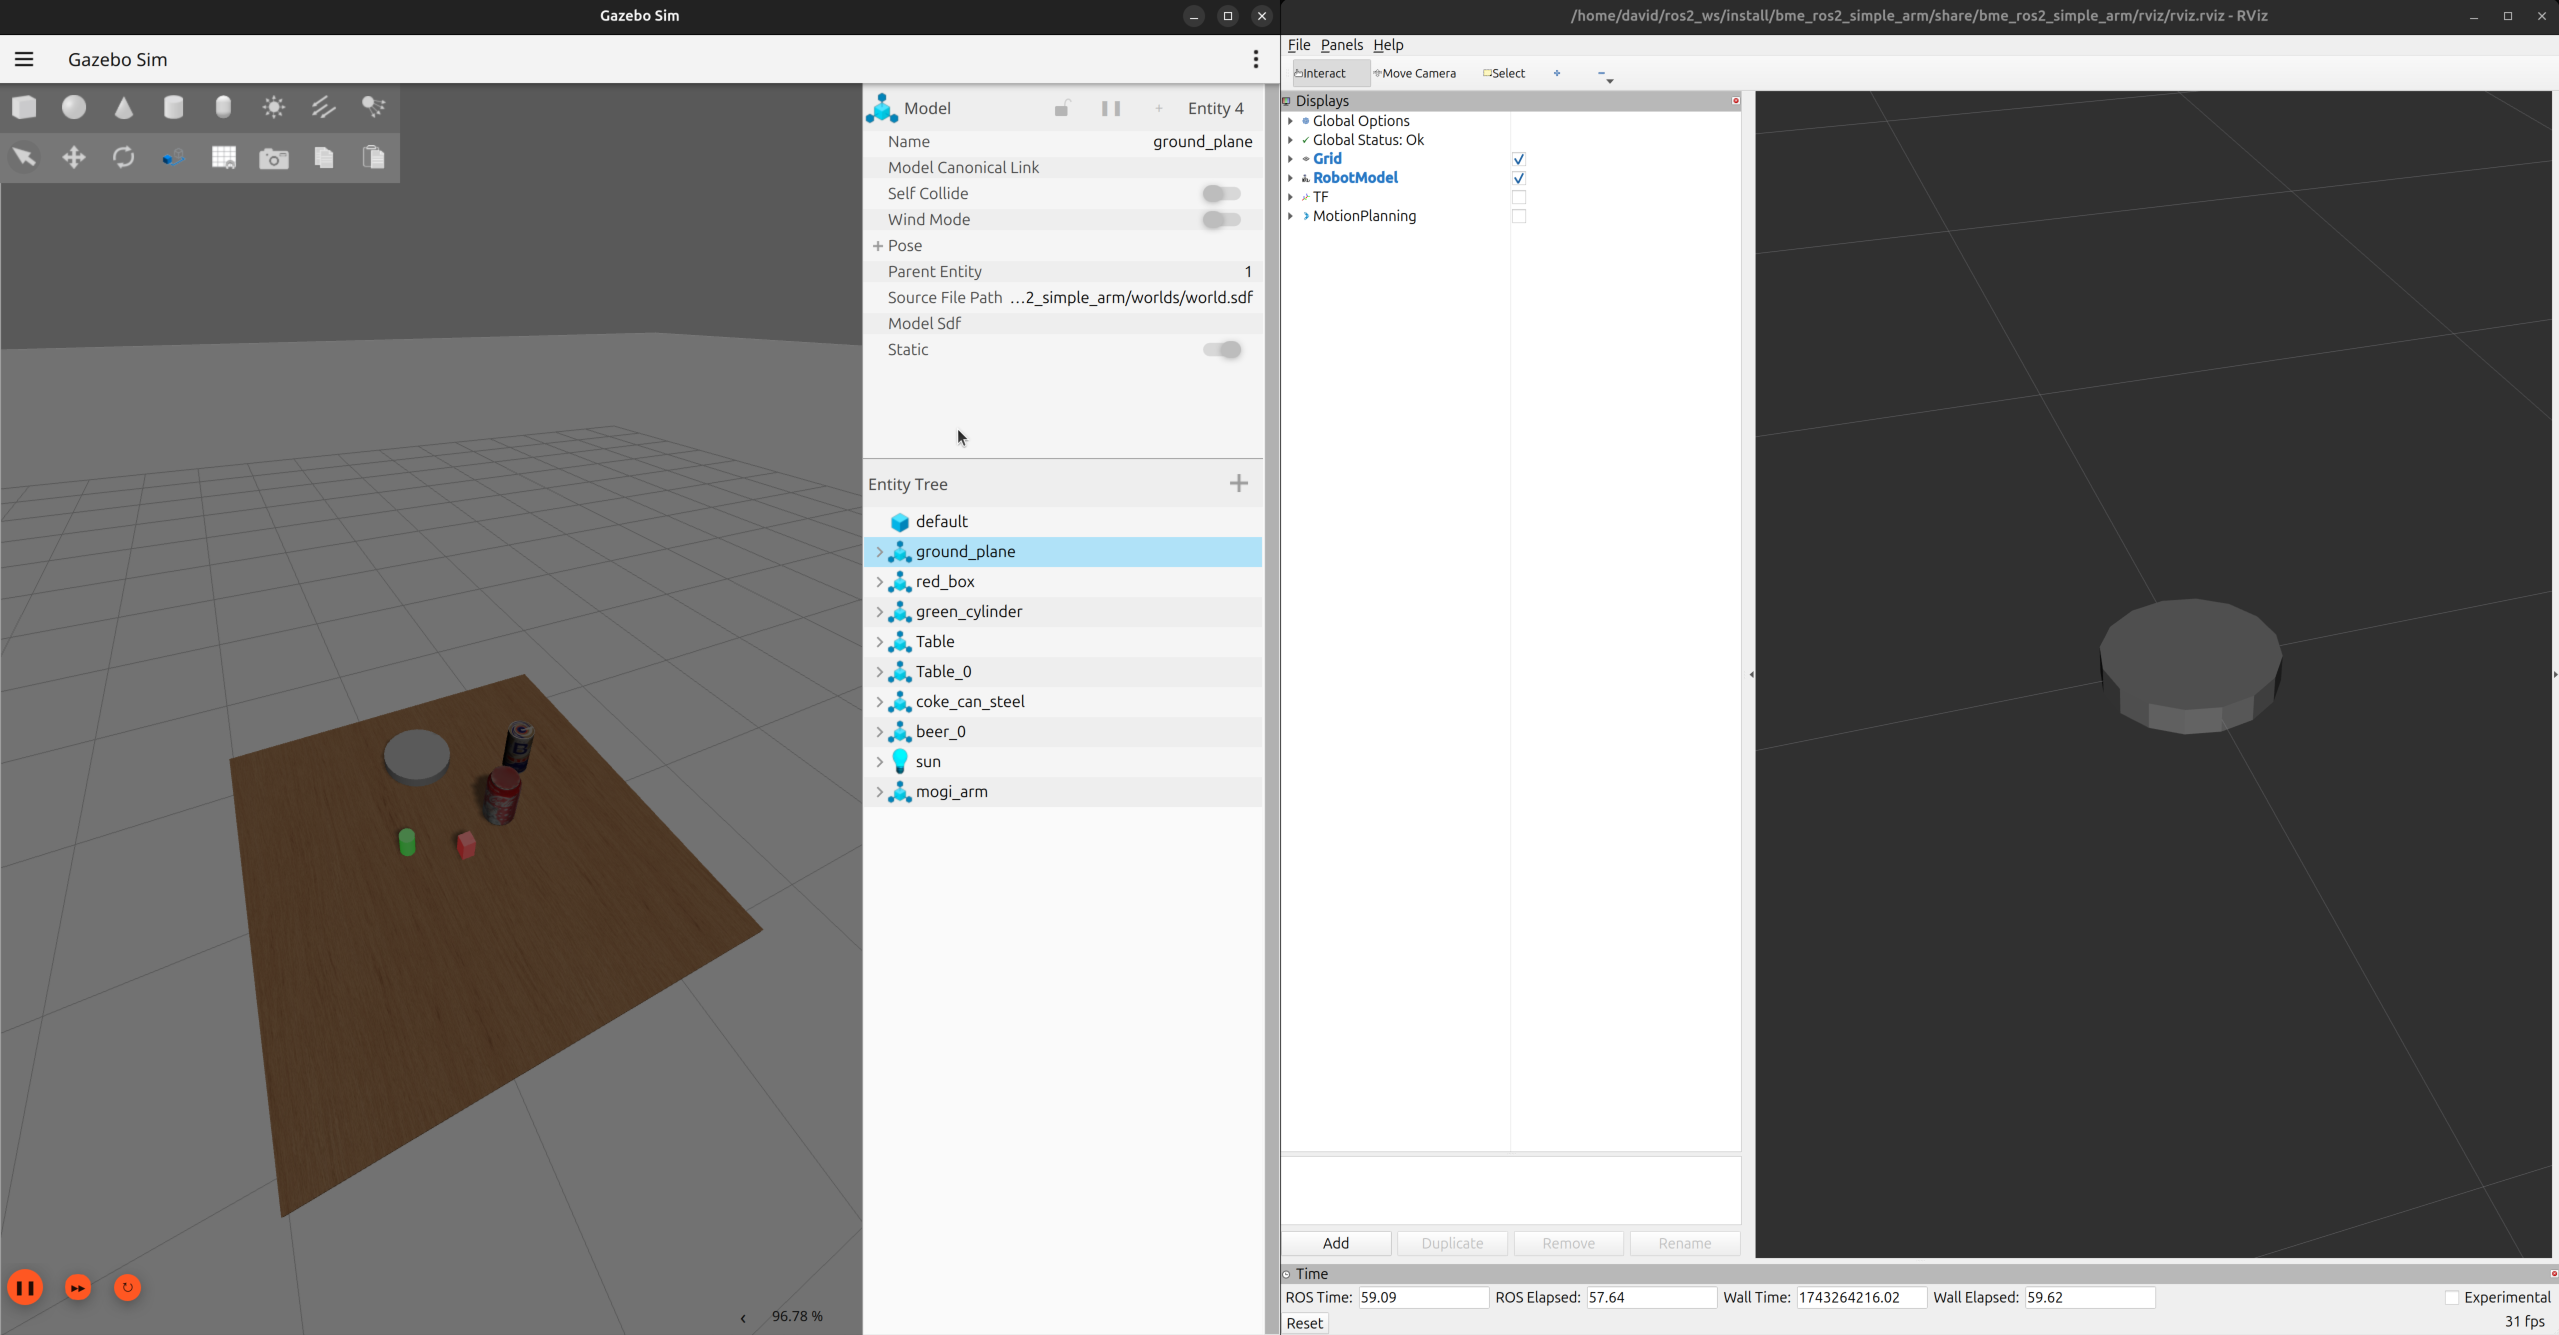 Gazebo Sim
Gazebo Sim
Model
Entity 4
Name ground_plane
Model Canonical Link
Self Collide
Wind Mode
+ Pose
Parent Entity 1
Source File Path ...2_simple_arm/worlds/world.sdf
Model Sdf
Static
Entity Tree
default
ground_plane
red_box
green_cylinder
Table
Table_0
coke_can_steel
beer_0
sun
mogi_arm
96.78 %
/home/david/ros2_ws/install/bme_ros2_simple_arm/share/bme_ros2_simple_arm/rviz/rviz.rviz - RViz
File Panels Help
Interact Move Camera Select
Displays
Global Options
Global Status: Ok
Grid
RobotModel
TF
MotionPlanning
Add Duplicate Remove Rename
Time
ROS Time: 59.09 ROS Elapsed: 57.64 Wall Time: 1743264216.02 Wall Elapsed: 59.62 Experimental
Reset 31 fps